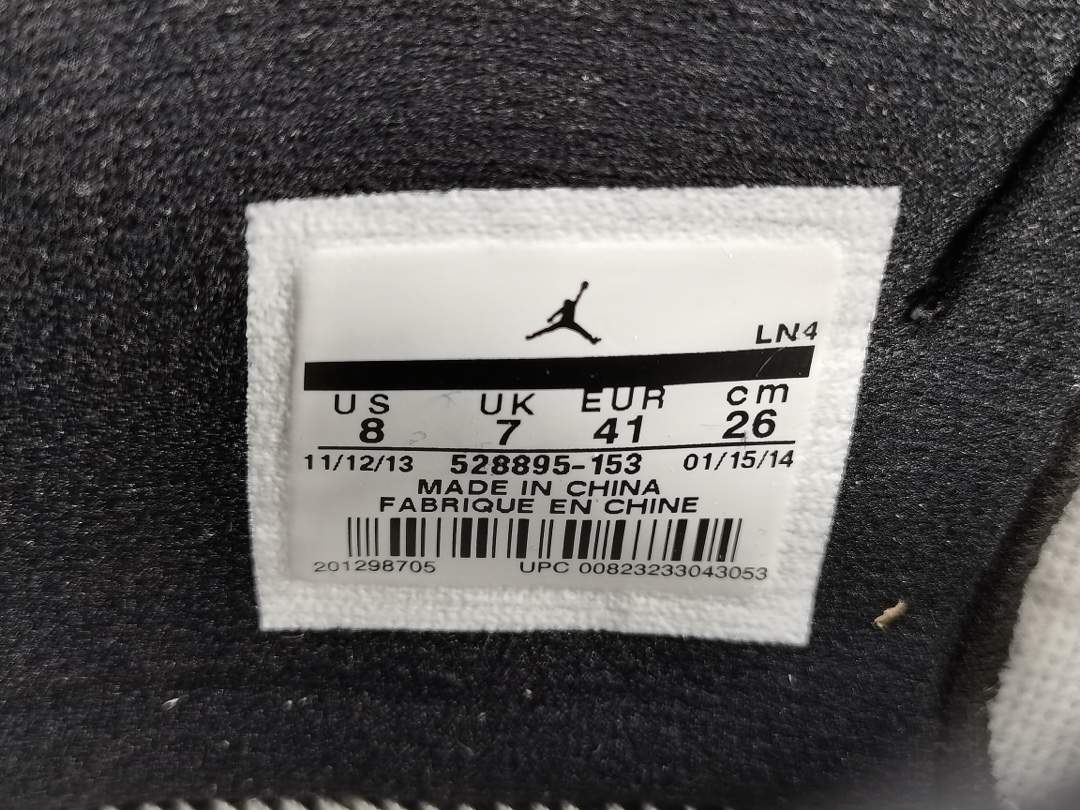 LN4
US UK EUR cm
8 7 41 26
11/12/13 528895-153 01/15/14
MADE IN CHINA
FABRIQUE EN CHINE
201298705 UPC 00823233043053